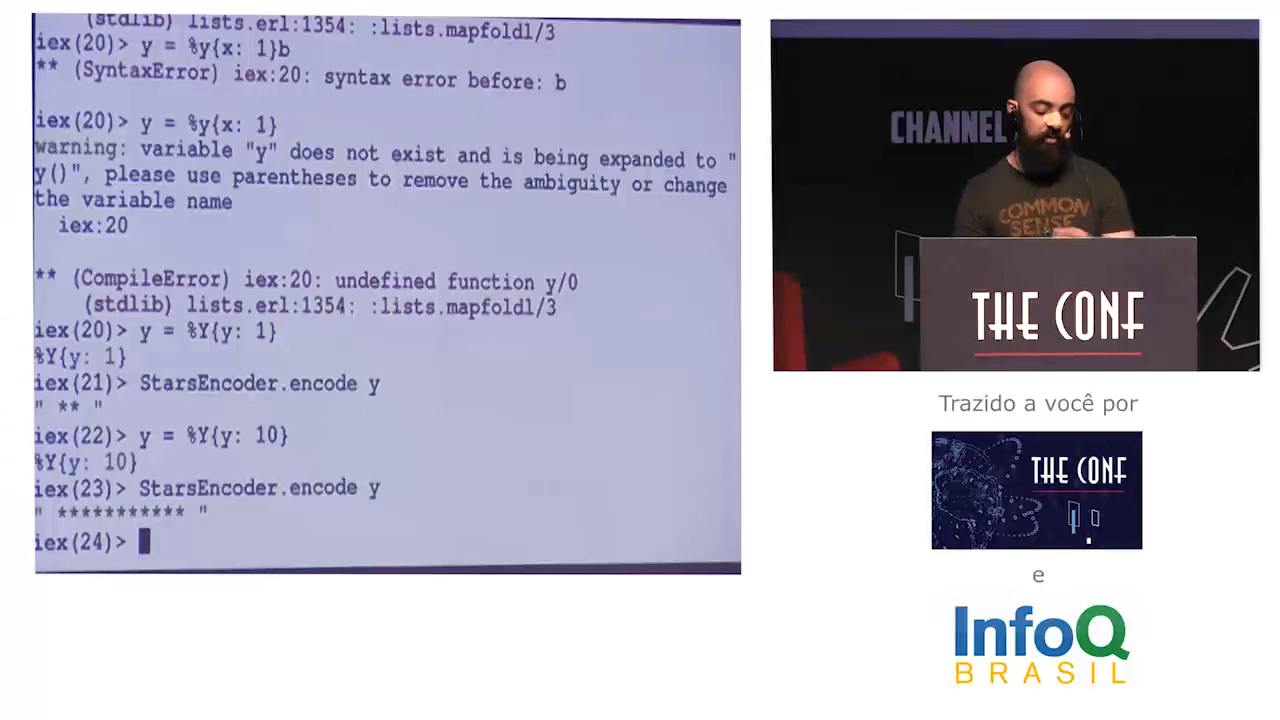 (stdlib) lists.erl:1354: :lists.mapfoldl/3
iex(20)> y = %y{x: 1}b
** (SyntaxError) iex:20: syntax error before: b
iex(20)> y = %y{x: 1}
warning: variable "y" does not exist and is being expanded to "
y()", please use parentheses to remove the ambiguity or change
the variable name
iex:20
** (CompileError) iex:20: undefined function y/0
(stdlib) lists.erl:1354: :lists.mapfoldl/3
iex(20)> y = %Y{y: 1}
%Y{y: 1}
iex(21)> StarsEncoder.encode y
" ** "
iex(22)> y = %Y{y: 10}
%Y{y: 10}
iex(23)> StarsEncoder.encode y
" *********** "
iex(24)>
CHANNEL
COMMON
SENSE
THE CONF
Trazido a você por
THE CONF
e
InfoQ
BRASIL